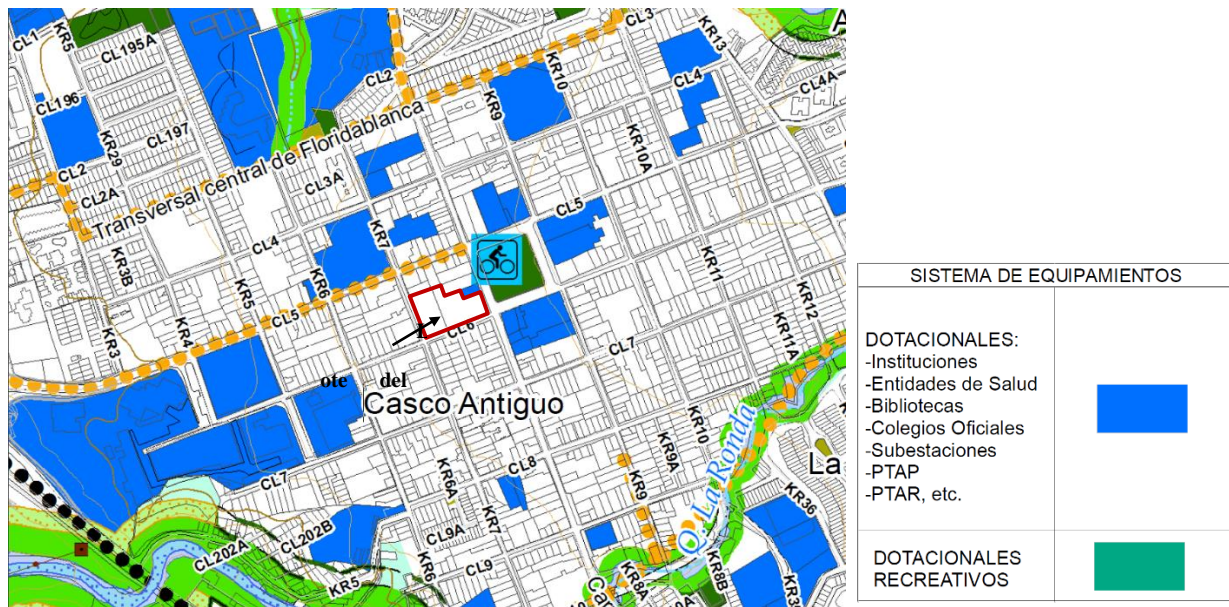 CL1
KR5
CL195A
CL196
CL197
KR29
CL2
CL2A
CL2
Transversal central de Floridablanca
CL3
KR13
KR10
CL4
CL4A
KR9
KR10A
CL3A
CL5
KR7
CL4
KR3B
KR5
KR6
KR11
KR12
CL5
KR4
KR3
CL6
CL7
KR11A
ote del
Casco Antiguo
KR10
Q. La Ronda
KR9A
La
CL8
KR9
CL7
KR6A
KR7
KR36
CL9A
CL202B
CL202A
KR5
KR6
CL9
KR8A
KR8B
SISTEMA DE EQUIPAMIENTOS
DOTACIONALES:
-Instituciones
-Entidades de Salud
-Bibliotecas
-Colegios Oficiales
-Subestaciones
-PTAP
-PTAR, etc.
DOTACIONALES
RECREATIVOS